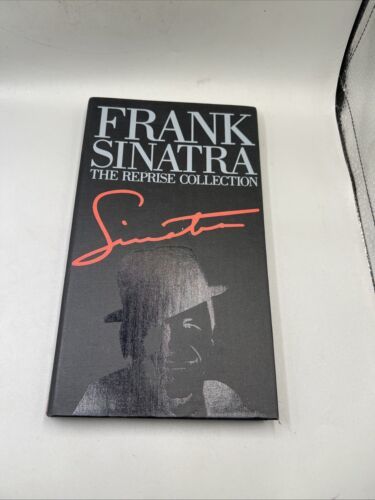 FRANK
SINATRA
THE REPRISE COLLECTION
Sinatra